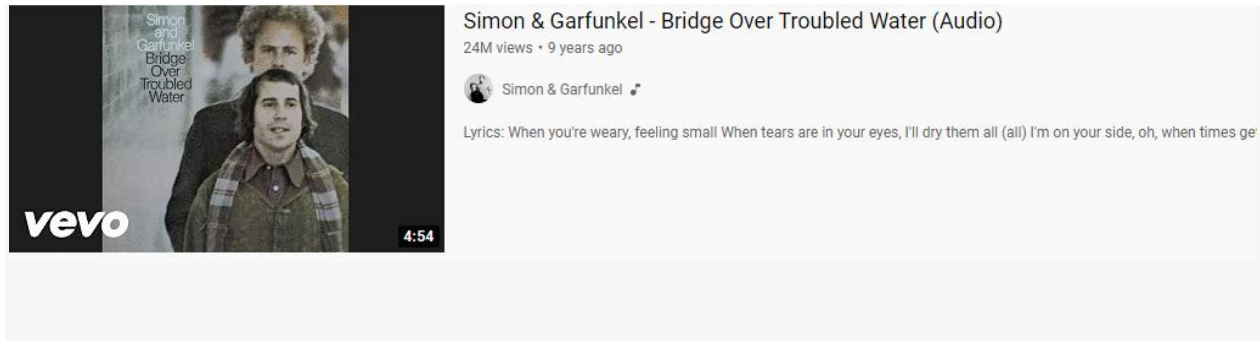 Simon
and
Garfunkel
Bridge
Over
Troubled
Water
vevo
4:54
Simon & Garfunkel - Bridge Over Troubled Water (Audio)
24M views • 9 years ago
Simon & Garfunkel
Lyrics: When you're weary, feeling small When tears are in your eyes, I'll dry them all (all) I'm on your side, oh, when times ge